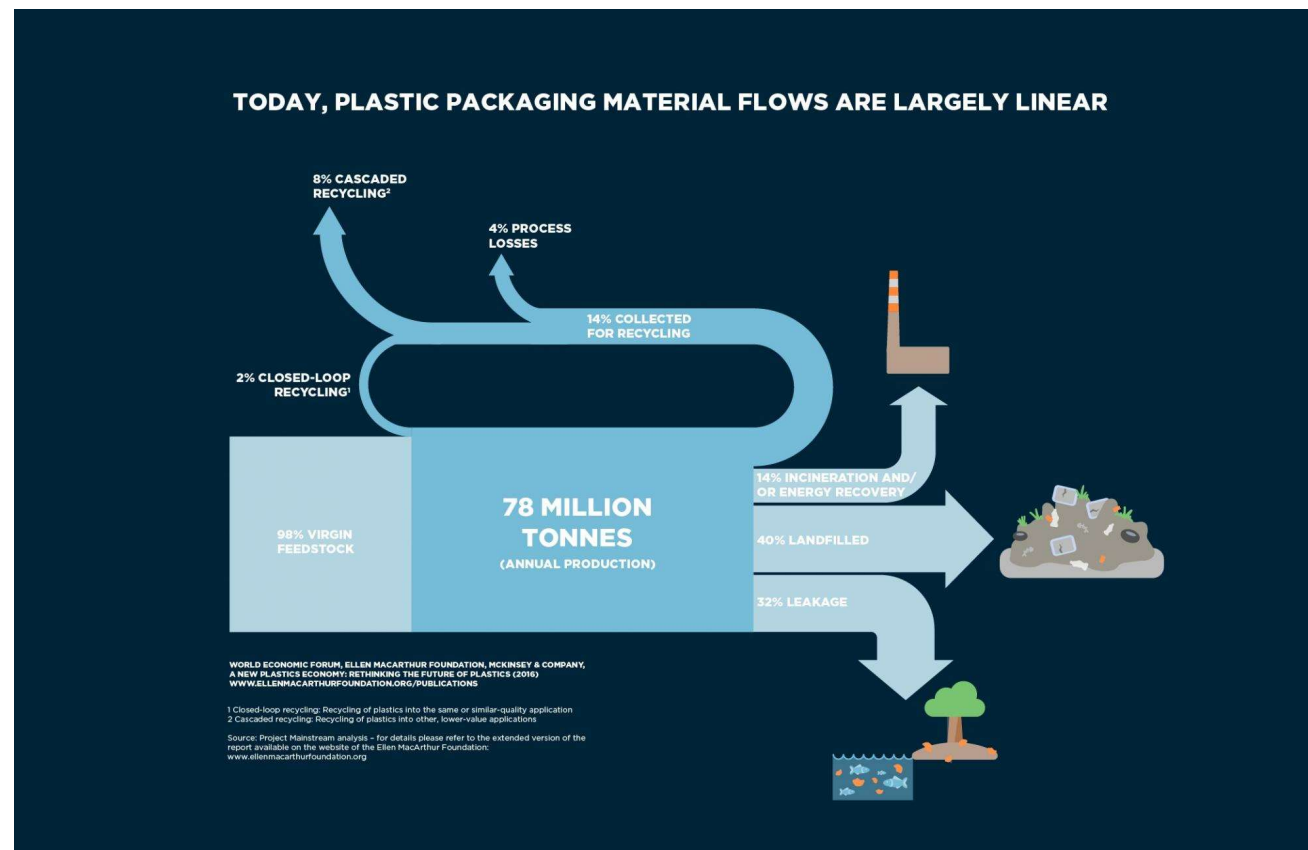 TODAY, PLASTIC PACKAGING MATERIAL FLOWS ARE LARGELY LINEAR
8% CASCADED
RECYCLING²
4% PROCESS
LOSSES
14% COLLECTED
FOR RECYCLING
2% CLOSED-LOOP
RECYCLING¹
98% VIRGIN
FEEDSTOCK
78 MILLION
TONNES
(ANNUAL PRODUCTION)
14% INCINERATION AND/
OR ENERGY RECOVERY
40% LANDFILLED
32% LEAKAGE
WORLD ECONOMIC FORUM, ELLEN MACARTHUR FOUNDATION, MCKINSEY & COMPANY,
A NEW PLASTICS ECONOMY: RETHINKING THE FUTURE OF PLASTICS (2016)
WWW.ELLENMACARTHURFOUNDATION.ORG/PUBLICATIONS
1 Closed-loop recycling: Recycling of plastics into the same or similar-quality application
2 Cascaded recycling: Recycling of plastics into other, lower-value applications
Source: Project Mainstream analysis – for details please refer to the extended version of the
report available on the website of the Ellen MacArthur Foundation:
www.ellenmacarthurfoundation.org